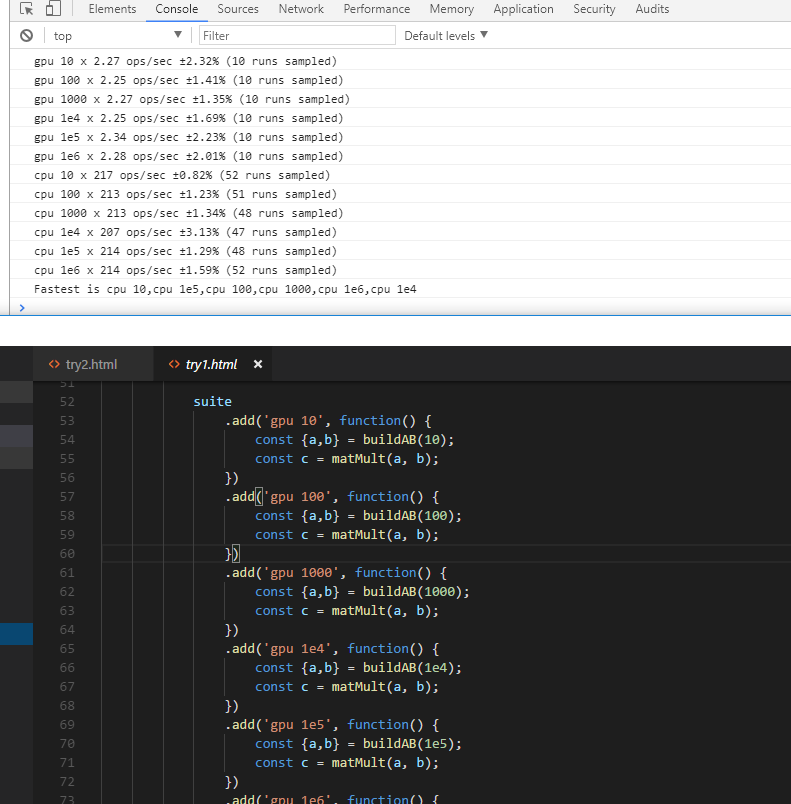 Elements Console Sources Network Performance Memory Application Security Audits
top Filter Default levels
gpu 10 x 2.27 ops/sec ±2.32% (10 runs sampled)
gpu 100 x 2.25 ops/sec ±1.41% (10 runs sampled)
gpu 1000 x 2.27 ops/sec ±1.35% (10 runs sampled)
gpu 1e4 x 2.25 ops/sec ±1.69% (10 runs sampled)
gpu 1e5 x 2.34 ops/sec ±2.23% (10 runs sampled)
gpu 1e6 x 2.28 ops/sec ±2.01% (10 runs sampled)
cpu 10 x 217 ops/sec ±0.82% (52 runs sampled)
cpu 100 x 213 ops/sec ±1.23% (51 runs sampled)
cpu 1000 x 213 ops/sec ±1.34% (48 runs sampled)
cpu 1e4 x 207 ops/sec ±3.13% (47 runs sampled)
cpu 1e5 x 214 ops/sec ±1.29% (48 runs sampled)
cpu 1e6 x 214 ops/sec ±1.59% (52 runs sampled)
Fastest is cpu 10,cpu 1e5,cpu 100,cpu 1000,cpu 1e6,cpu 1e4
>
<> try2.html <> try1.html ×
51
52 suite
53 .add('gpu 10', function() {
54 const {a,b} = buildAB(10);
55 const c = matMult(a, b);
56 })
57 .add('gpu 100', function() {
58 const {a,b} = buildAB(100);
59 const c = matMult(a, b);
60 })
61 .add('gpu 1000', function() {
62 const {a,b} = buildAB(1000);
63 const c = matMult(a, b);
64 })
65 .add('gpu 1e4', function() {
66 const {a,b} = buildAB(1e4);
67 const c = matMult(a, b);
68 })
69 .add('gpu 1e5', function() {
70 const {a,b} = buildAB(1e5);
71 const c = matMult(a, b);
72 })
73 .add('gpu 1e6', function() {